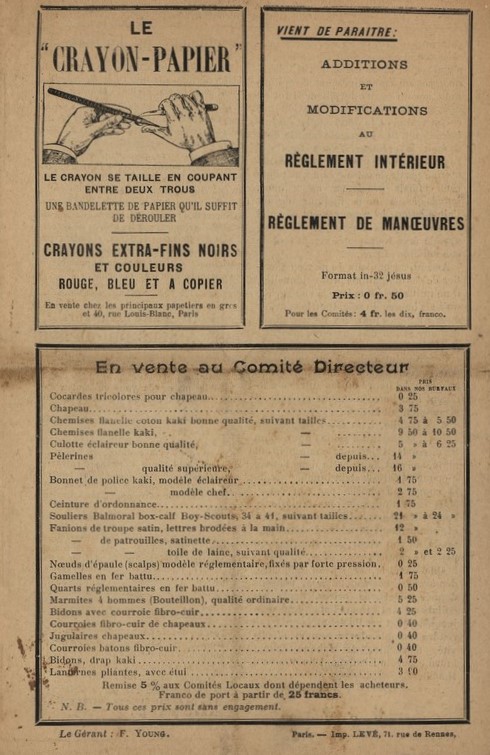 LE
"CRAYON-PAPIER"
LE CRAYON SE TAILLE EN COUPANT
ENTRE DEUX TROUS
UNE BANDELETTE DE PAPIER QU'IL SUFFIT
DE DÉROULER
CRAYONS EXTRA-FINS NOIRS
ET COULEURS
ROUGE, BLEU ET A COPIER
En vente chez les principaux papetiers en gros
et 40, rue Louis-Blanc, Paris
VIENT DE PARAITRE:
ADDITIONS
ET
MODIFICATIONS
AU
RÈGLEMENT INTÉRIEUR
RÈGLEMENT DE MANŒUVRES
Format in-32 jésus
Prix : 0 fr. 50
Pour les Comités: 4 fr. les dix, franco.
En vente au Comité Directeur
PRIX
DANS NOS BUREAUX
Cocardes tricolores pour chapeau.......... 0 25
Chapeau.......... 3 75
Chemises flanelle coton kaki bonne qualité, suivant tailles.......... 4 75 à 5 50
Chemises flanelle kaki, — .......... 9 50 à 10 50
Culotte éclaireur bonne qualité, — 5 » à 6 25
Pèlerines — depuis... 14 »
— qualité supérieure, — depuis... 16 »
Bonnet de police kaki, modèle éclaireur.......... 1 75
— modèle chef.......... 2 75
Ceinture d'ordonnance.......... 1 75
Souliers Balmoral box-calf Boy-Scouts, 34 a 41, suivant tailles.......... 21 » à 24 »
Fanions de troupe satin, lettres brodées à la main.......... 12 »
— de patrouilles, satinette.......... 1 50
— — toile de laine, suivant qualité.......... 2 » et 2 25
Nœuds d'épaule (scalps) modèle réglementaire, fixés par forte pression. 0 25
Gamelles en fer battu.......... 1 75
Quarts réglementaires en fer battu.......... 0 50
Marmites 4 hommes (Bouteillon), qualité ordinaire.......... 5 25
Bidons avec courroie fibro-cuir.......... 4 25
Courroies fibro-cuir de chapeaux.......... 0 40
Jugulaires chapeaux.......... 0 40
Courroies batons fibro-cuir.......... 0 40
Bidons, drap kaki.......... 4 75
Lanternes pliantes, avec étui.......... 3
Remise 5 % aux Comités Locaux dont dépendent les acheteurs.
Franco de port à partir de 25 francs.
N. B. — Tous ces prix sont sans engagement.
Le Gérant : F. YOUNG.
Paris. — Imp. LEVÉ, 71, rue de Rennes,